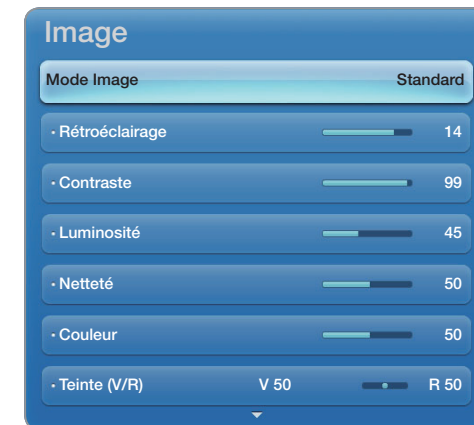 Image
Mode Image Standard
· Rétroéclairage 14
· Contraste 99
· Luminosité 45
· Netteté 50
· Couleur 50
· Teinte (V/R) V 50 R 50